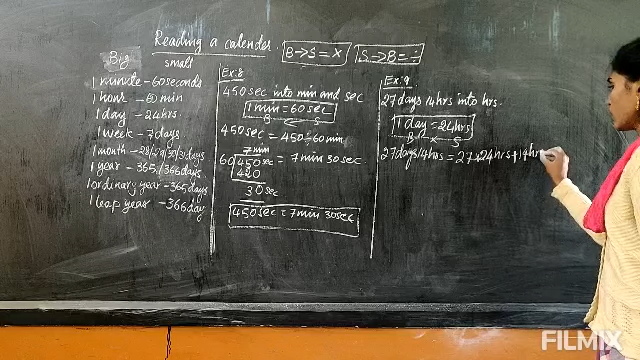 Reading a calender.
B→S=× S→B=÷
Big small
1 minute - 60 seconds
1 hour - 60 min
1 day - 24 hrs
1 week - 7 days
1 month - 28/29/30/31 days
1 year - 365/366 days
1 ordinary year - 365 days
1 leap year - 366 day
Ex:8
450 sec into min and sec
1 min = 60 sec
B S
450 sec = 450 ÷ 60 min
7 min
60 450 sec = 7 min 30 sec.
420
30 sec
450 sec = 7 min 30 sec
Ex:9
27 days 14 hrs into hrs.
1 day = 24 hrs
B × S
27 days 14 hrs = 27 × 24 hrs + 14 hr
FILMIX